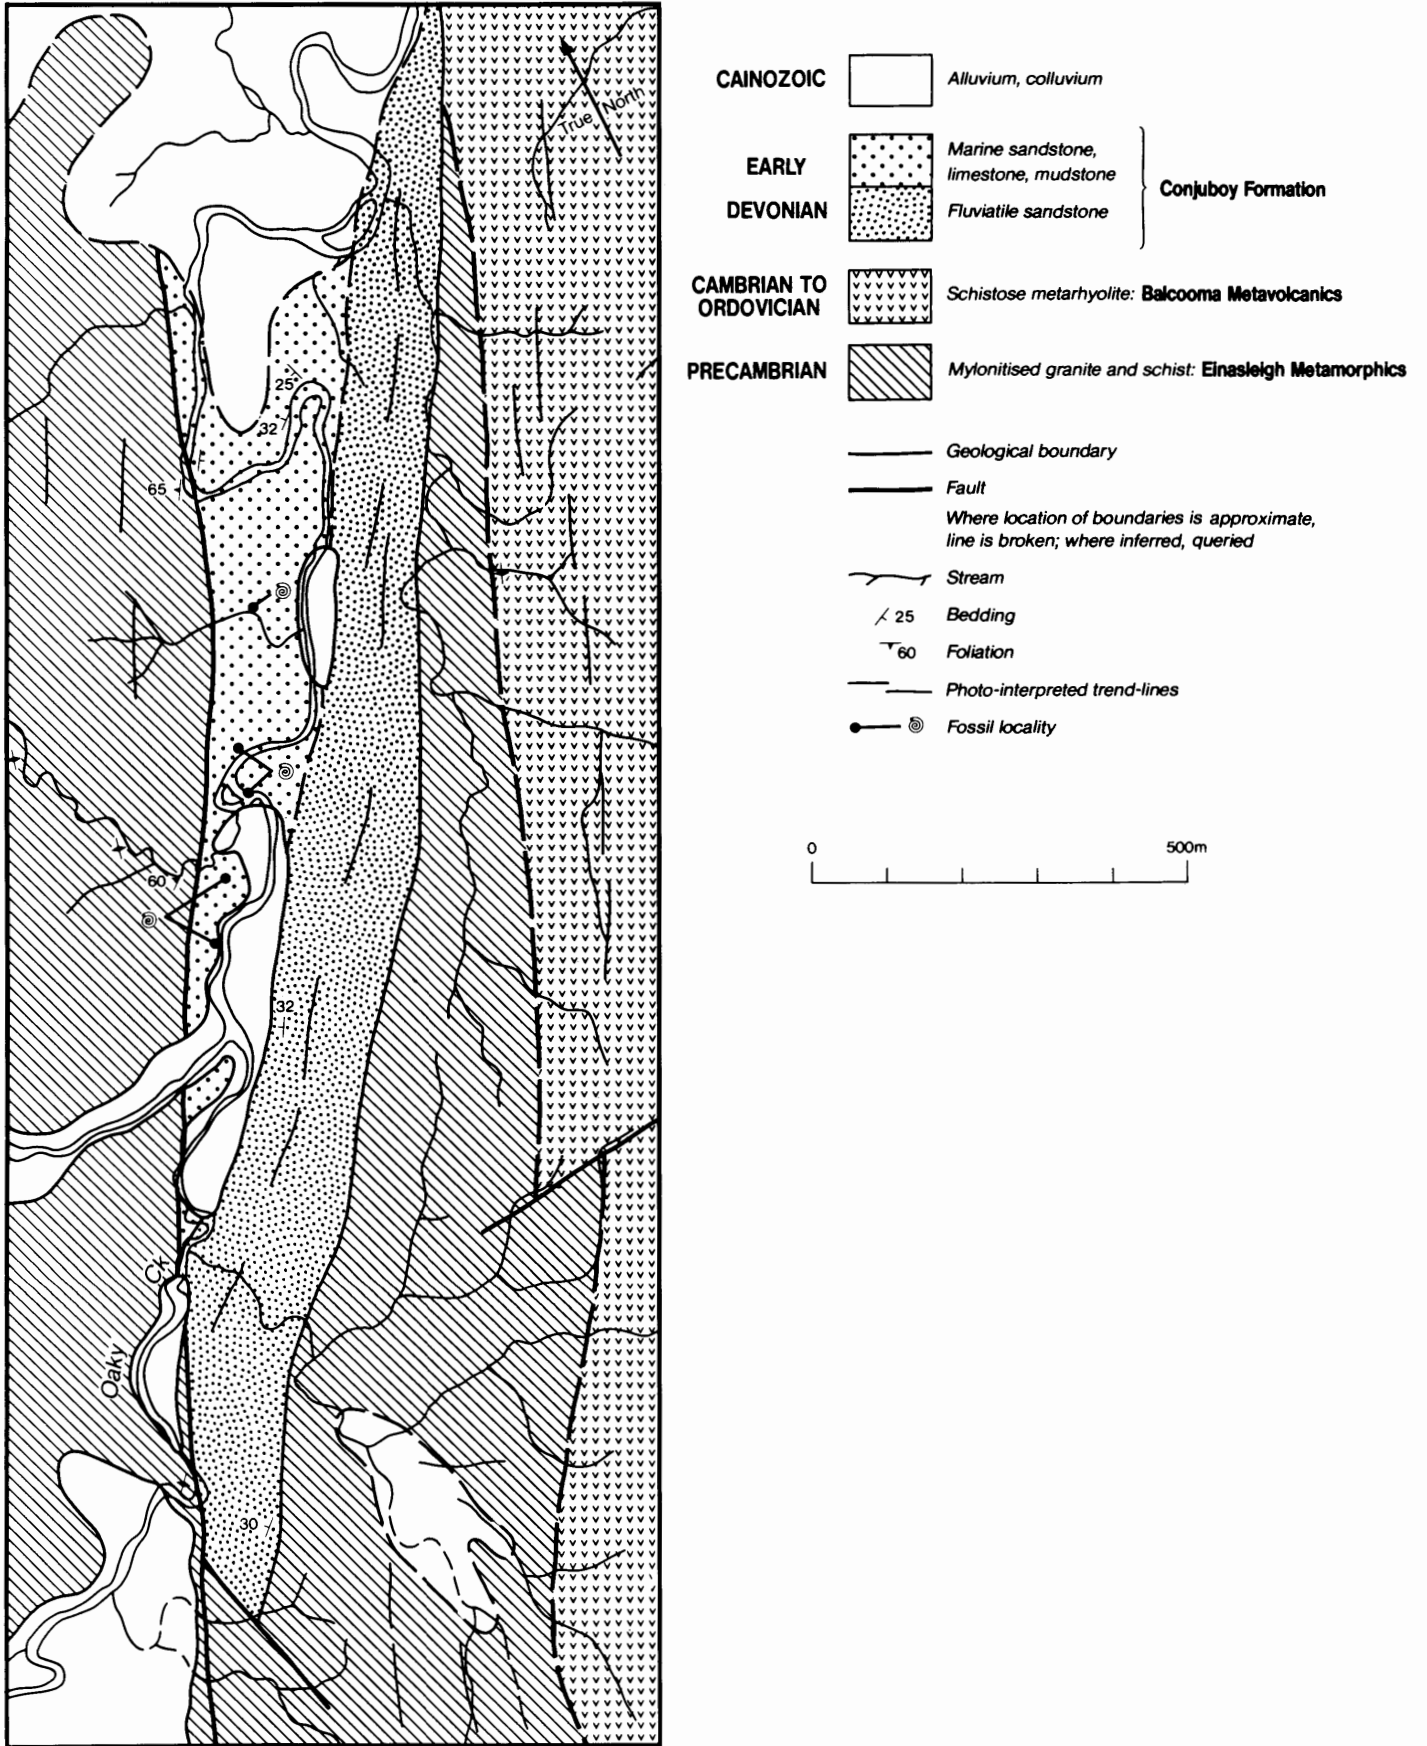 True North
25
32
65
60
32
Ck
Oaky
30
CAINOZOIC
Alluvium, colluvium
EARLY
DEVONIAN
Marine sandstone,
limestone, mudstone
Fluviatile sandstone
Conjuboy Formation
CAMBRIAN TO
ORDOVICIAN
Schistose metarhyolite: Balcooma Metavolcanics
PRECAMBRIAN
Mylonitised granite and schist: Einasleigh Metamorphics
Geological boundary
Fault
Where location of boundaries is approximate,
line is broken; where inferred, queried
Stream
25 Bedding
60 Foliation
Photo-interpreted trend-lines
Fossil locality
0 500m